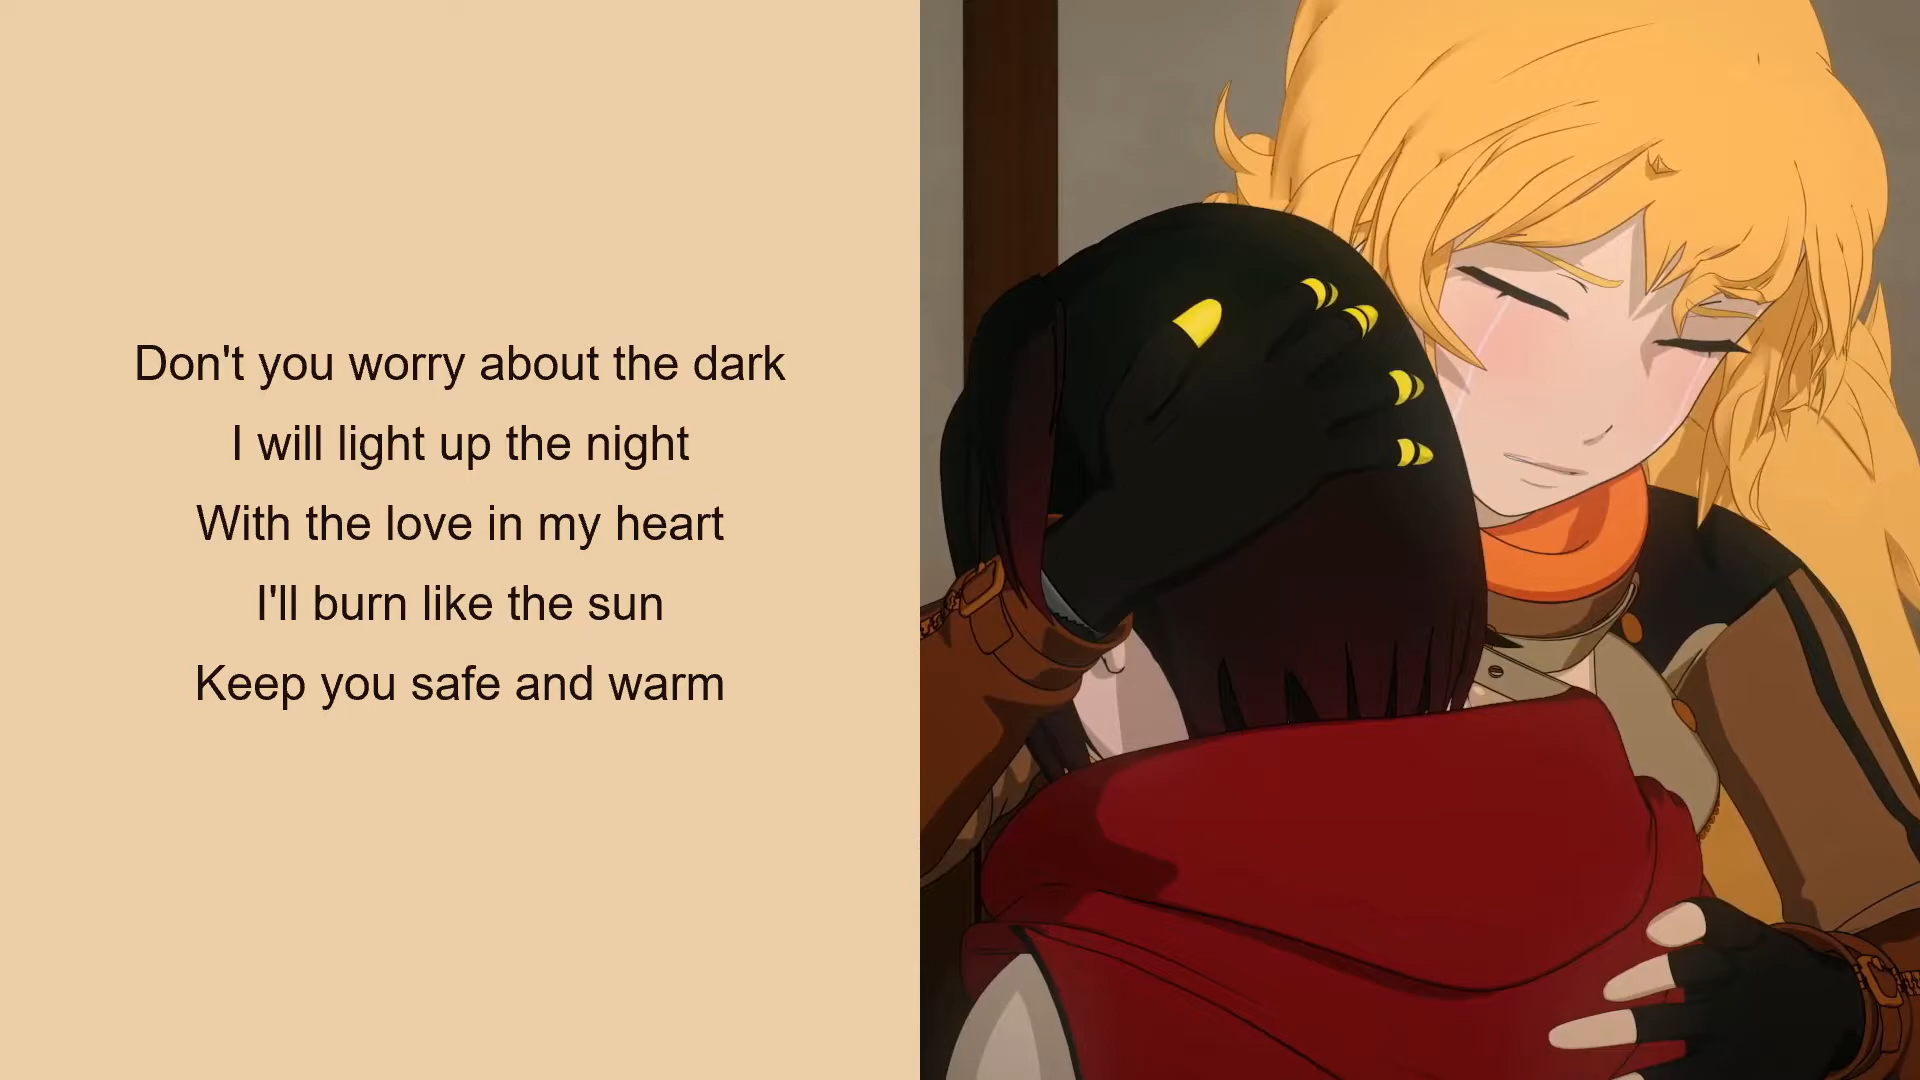 Don't you worry about the dark
I will light up the night
With the love in my heart
I'll burn like the sun
Keep you safe and warm